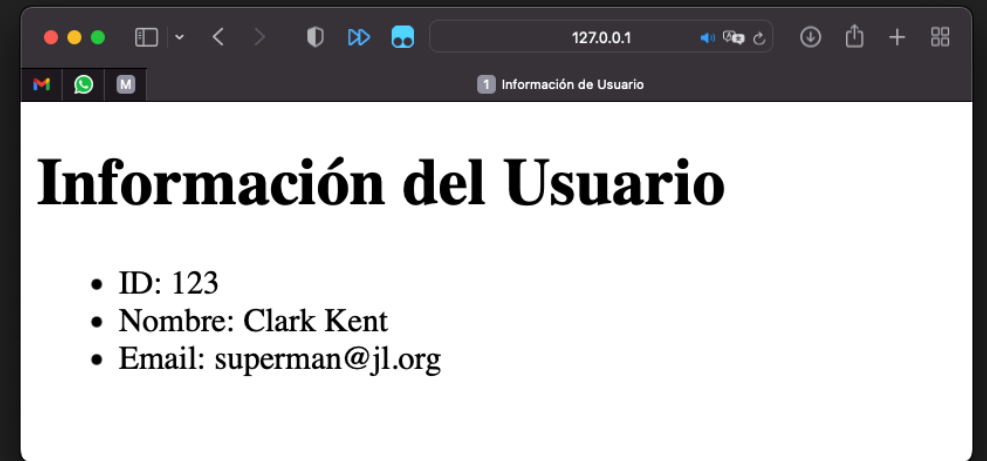 127.0.0.1
M
1 Información de Usuario
Información del Usuario
• ID: 123
• Nombre: Clark Kent
• Email: superman@jl.org